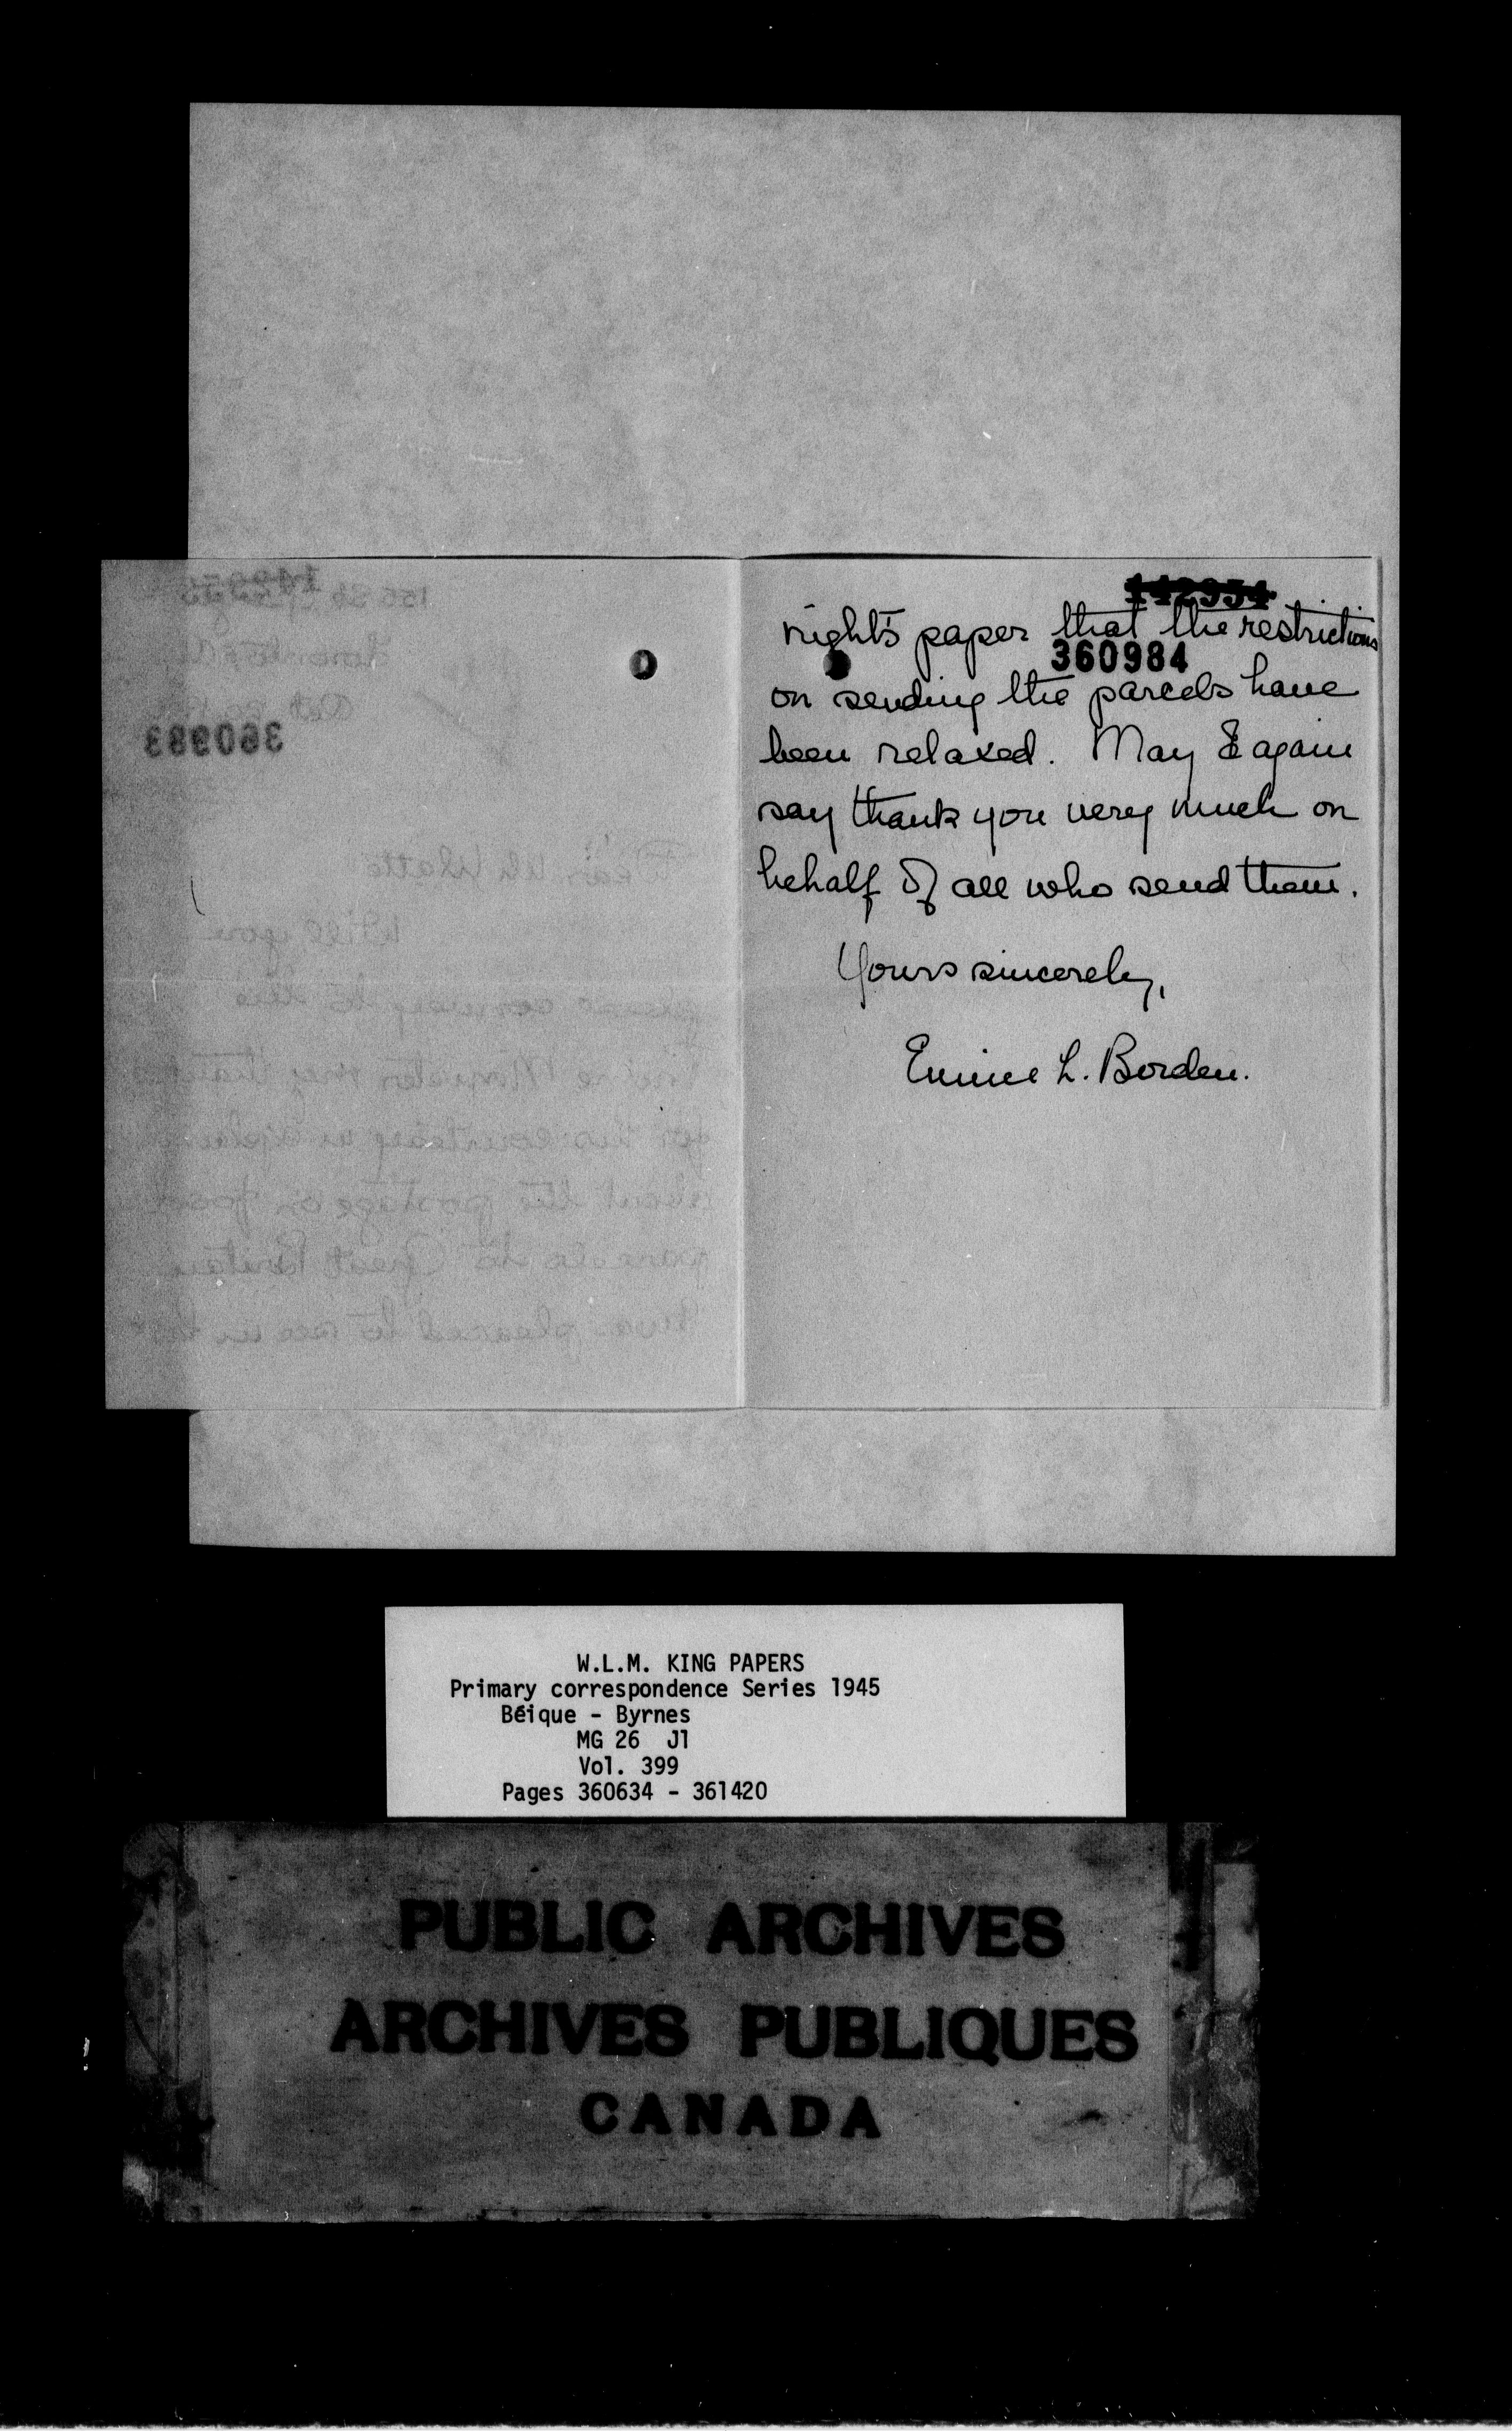 142954
night's paper that the restrictions
360984
on sending the parcels have
been relaxed. May I again
say thank you very much on
behalf of all who send them.
Yours sincerely,
Eunice L. Borden.
360983
W.L.M. KING PAPERS
Primary correspondence Series 1945
Béique - Byrnes
MG 26 J1
Vol. 399
Pages 360634 - 361420
PUBLIC ARCHIVES
ARCHIVES PUBLIQUES
CANADA